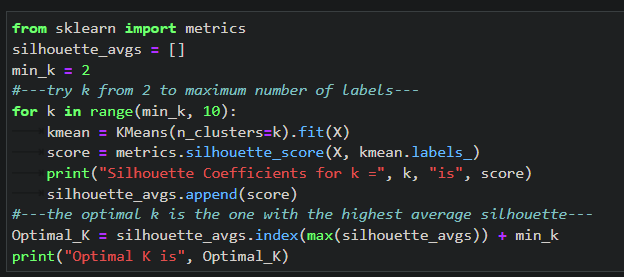 from sklearn import metrics
silhouette_avgs = []
min_k = 2
#---try k from 2 to maximum number of labels---
for k in range(min_k, 10):
    kmean = KMeans(n_clusters=k).fit(X)
    score = metrics.silhouette_score(X, kmean.labels_)
    print("Silhouette Coefficients for k =", k, "is", score)
    silhouette_avgs.append(score)
#---the optimal k is the one with the highest average silhouette---
Optimal_K = silhouette_avgs.index(max(silhouette_avgs)) + min_k
print("Optimal K is", Optimal_K)